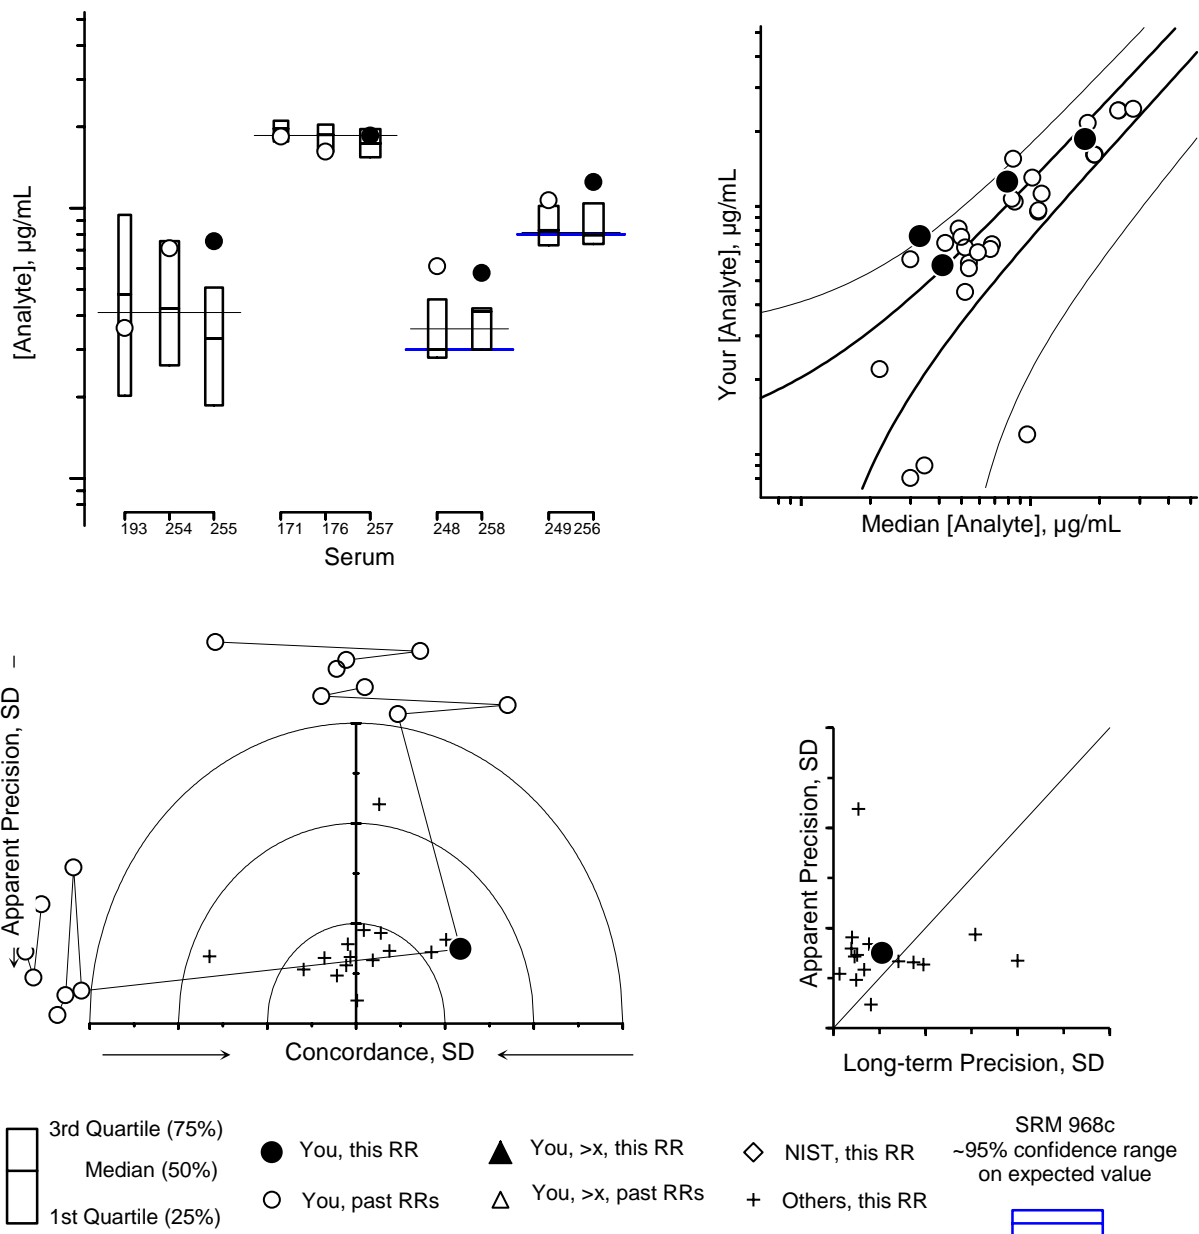 [Analyte], µg/mL
193 254 255 171 176 257 248 258 249 256
Serum
Your [Analyte], µg/mL
Median [Analyte], µg/mL
Apparent Precision, SD
Concordance, SD
Apparent Precision, SD
Long-term Precision, SD
3rd Quartile (75%)
Median (50%)
1st Quartile (25%)
You, this RR
You, past RRs
You, >x, this RR
You, >x, past RRs
NIST, this RR
Others, this RR
SRM 968c
~95% confidence range
on expected value